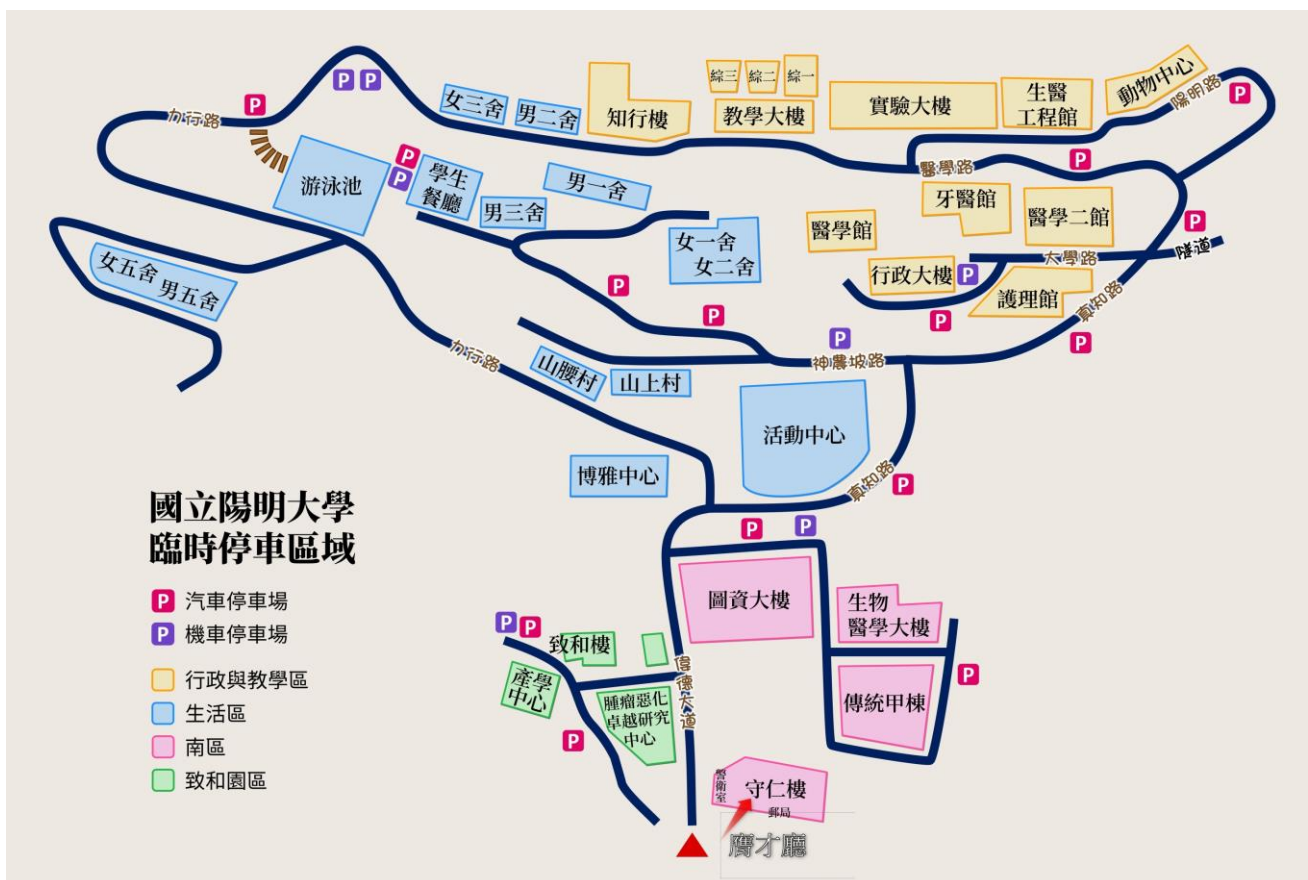 綜三
綜二
綜一
動物中心
女三舍
男二舍
知行樓
教學大樓
實驗大樓
生醫
工程館
陽明路
P
P
P
P
力行路
醫學路
P
P
P
游泳池
學生
餐廳
男一舍
男三舍
牙醫館
醫學二館
醫學館
P
女一舍
女二舍
大學路
隧道
女五舍
男五舍
行政大樓
P
護理館
P
真知路
P
P
P
P
神農坡路
力行路
山腰村
山上村
活動中心
博雅中心
真知路
P
國立陽明大學
臨時停車區域
P
P
P 汽車停車場
P 機車停車場
行政與教學區
生活區
南區
致和園區
圖資大樓
生物
醫學大樓
P
P
致和樓
產學
中心
偉德大道
腫瘤惡化
卓越研究
中心
P
P
傳統甲棟
警衛室
守仁樓
郵局
膺才廳